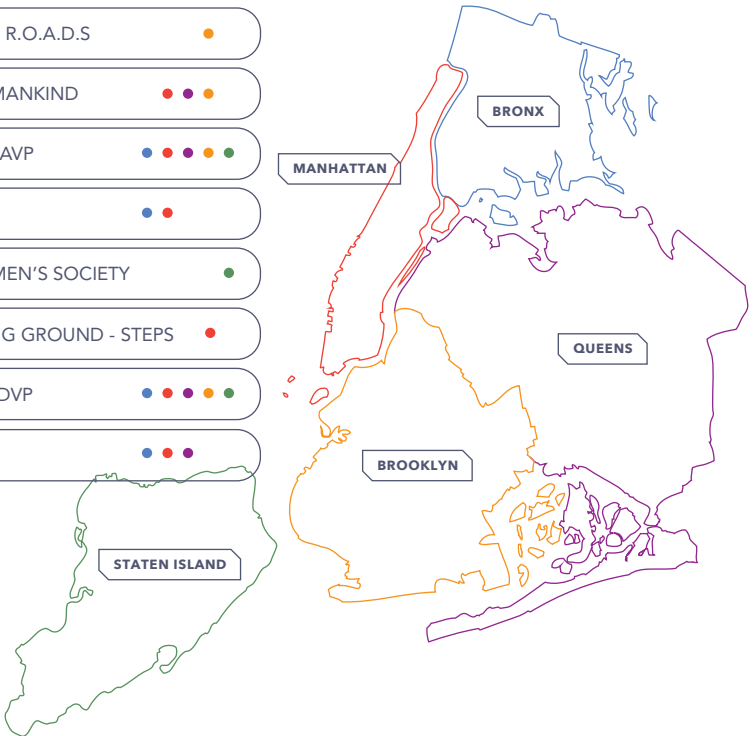 R.O.A.D.S
MANKIND
AVP
MEN'S SOCIETY
G GROUND - STEPS
DVP
BRONX
MANHATTAN
QUEENS
BROOKLYN
STATEN ISLAND